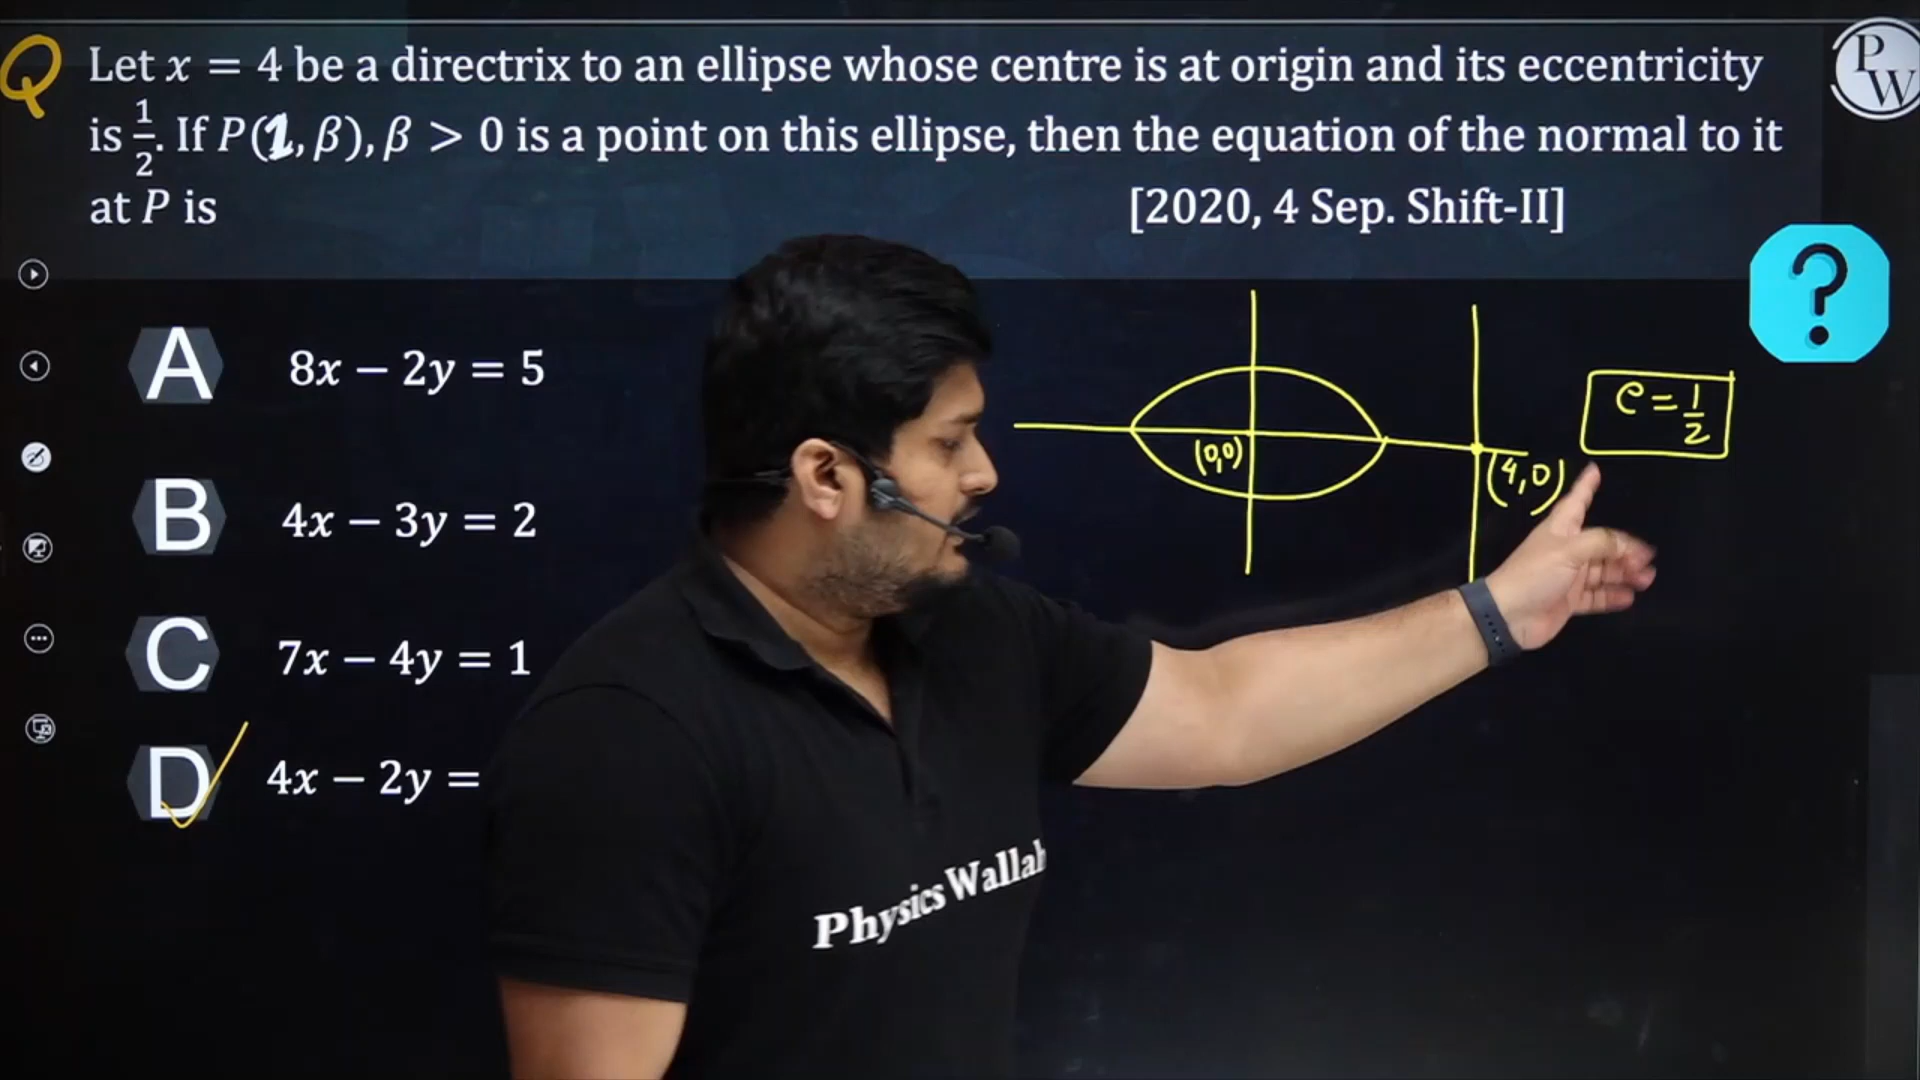 Q Let x = 4 be a directrix to an ellipse whose centre is at origin and its eccentricity
is 1/2. If P(1, β), β > 0 is a point on this ellipse, then the equation of the normal to it
at P is [2020, 4 Sep. Shift-II]
PW
?
A 8x − 2y = 5
B 4x − 3y = 2
C 7x − 4y = 1
D 4x − 2y =
e = 1/2
(0,0)
(4,0)
Physics Wallah